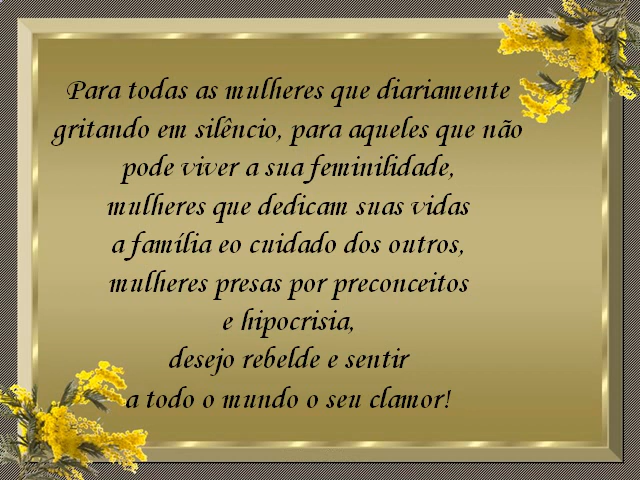 Para todas as mulheres que diariamente
gritando em silêncio, para aqueles que não
pode viver a sua feminilidade,
mulheres que dedicam suas vidas
a família eo cuidado dos outros,
mulheres presas por preconceitos
e hipocrisia,
desejo rebelde e sentir
a todo o mundo o seu clamor!